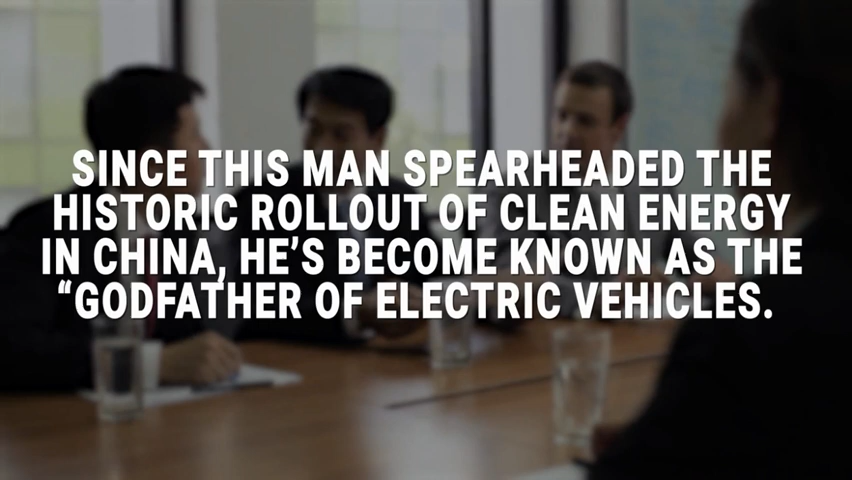 SINCE THIS MAN SPEARHEADED THE
HISTORIC ROLLOUT OF CLEAN ENERGY
IN CHINA, HE’S BECOME KNOWN AS THE
“GODFATHER OF ELECTRIC VEHICLES.